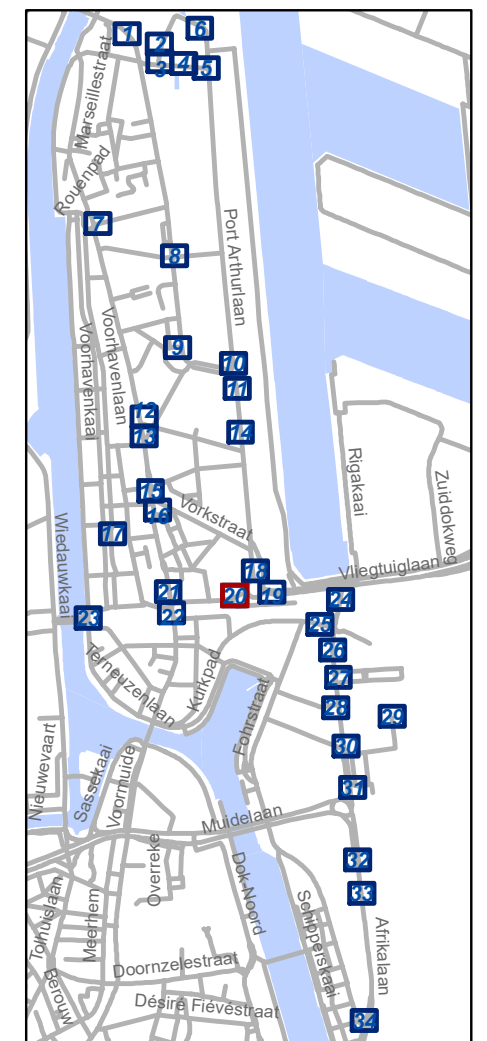 1
2
6
3
4
5
Marseillestraat
Rouenpad
7
Port Arthurlaan
8
Voorhavenkaai
Voorhavenlaan
9
10
11
12
13
14
Rigakaai
Zuiddokweg
15
16
Vorkstraat
17
Wiedauwkaai
18
Vliegtuiglaan
19
20
21
22
23
24
25
26
Terneuzenlaan
Kurkpad
27
28
29
Fohrstraat
30
Nieuwevaart
Sassekaai
Voormuide
31
Muidelaan
32
Overreke
Dok-Noord
33
Tolhuislaan
Meerhem
Schipperskaai
Afrikalaan
Doornzelestraat
Berouw
Désiré Fiévéstraat
34